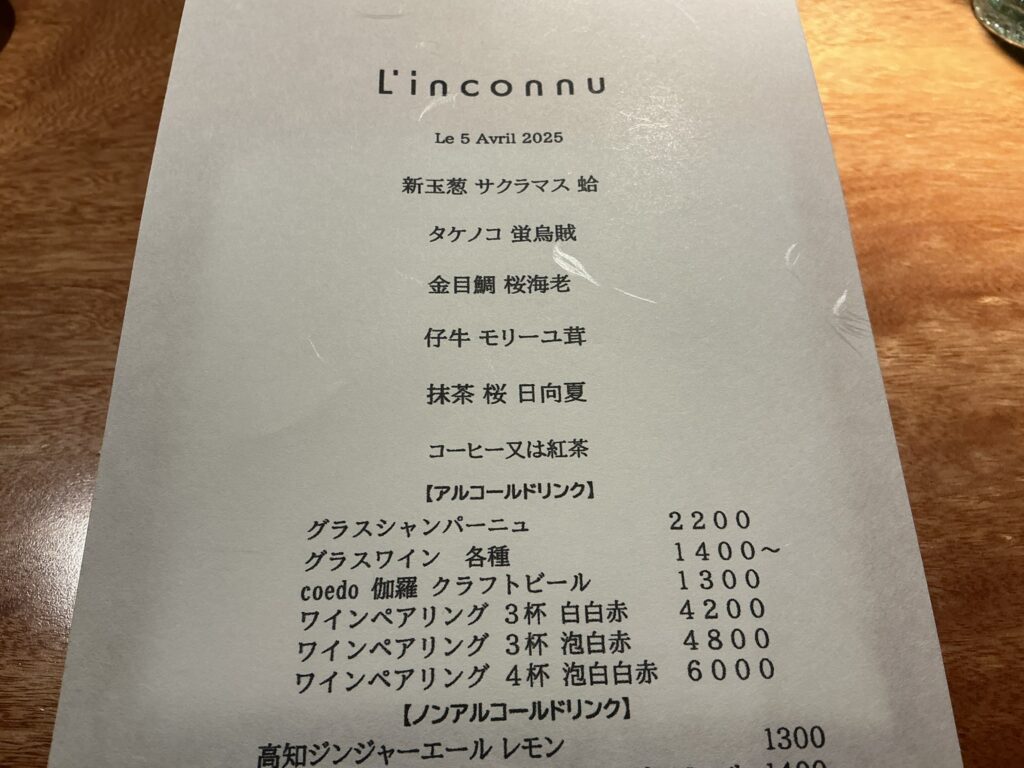 L'inconnu
Le 5 Avril 2025
新玉葱 サクラマス 蛤
タケノコ 蛍烏賊
金目鯛 桜海老
仔牛 モリーユ茸
抹茶 桜 日向夏
コーヒー又は紅茶
【アルコールドリンク】
グラスシャンパーニュ 2200
グラスワイン 各種 1400〜
coedo 伽羅 クラフトビール 1300
ワインペアリング 3杯 白白赤 4200
ワインペアリング 3杯 泡白赤 4800
ワインペアリング 4杯 泡白白赤 6000
【ノンアルコールドリンク】
高知ジンジャーエール レモン 1300